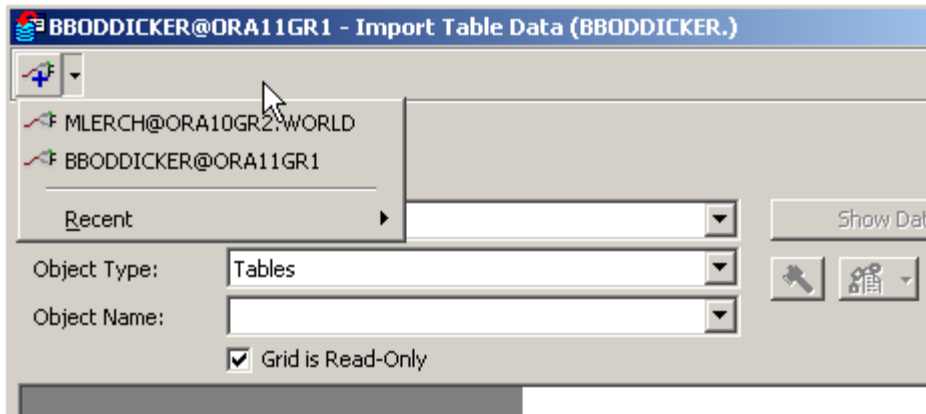 BBODDICKER@ORA11GR1 - Import Table Data (BBODDICKER.)
MLERCH@ORA10GR2.WORLD
BBODDICKER@ORA11GR1
Recent
Show Dat
Object Type: Tables
Object Name:
Grid is Read-Only